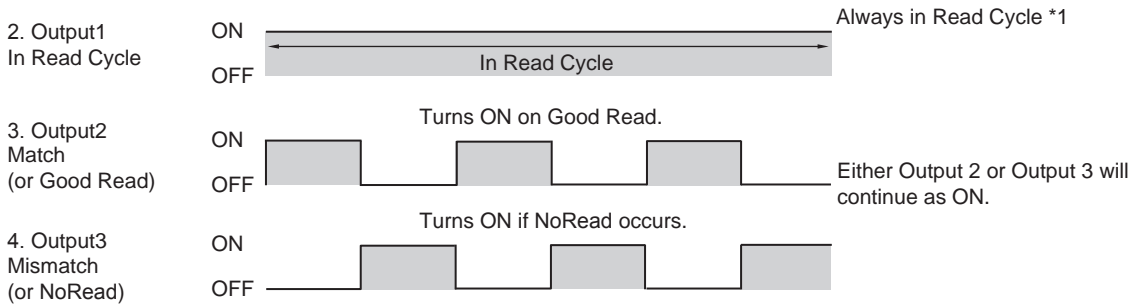 Always in Read Cycle *1
2. Output1
In Read Cycle
ON
OFF
In Read Cycle
3. Output2
Match
(or Good Read)
ON
OFF
Turns ON on Good Read.
Either Output 2 or Output 3 will
continue as ON.
4. Output3
Mismatch
(or NoRead)
ON
OFF
Turns ON if NoRead occurs.